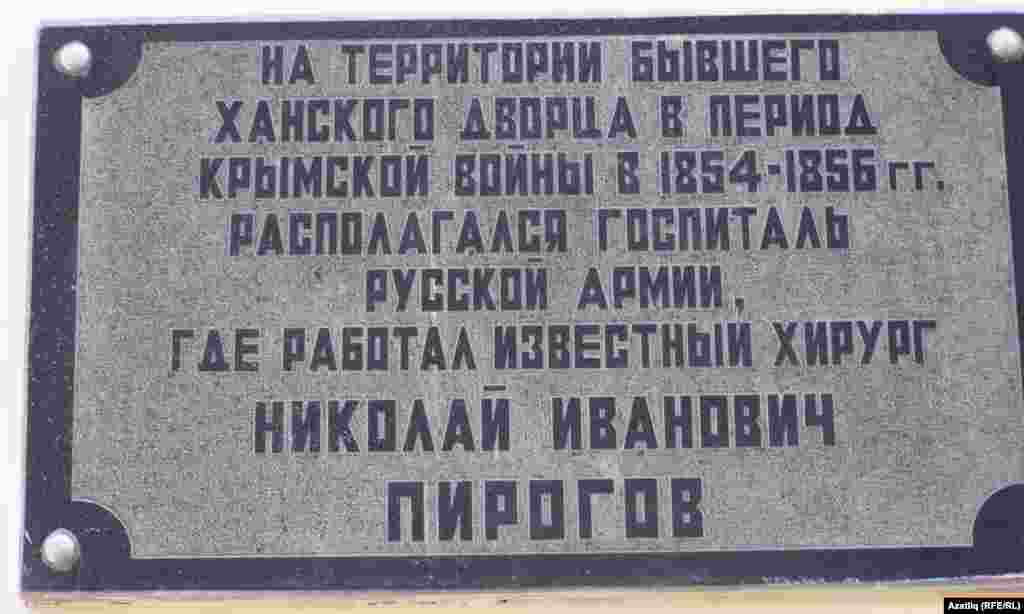 НА ТЕРРИТОРИИ БЫВШЕГО
ХАНСКОГО ДВОРЦА В ПЕРИОД
КРЫМСКОЙ ВОЙНЫ В 1854-1856 ГГ.
РАСПОЛАГАЛСЯ ГОСПИТАЛЬ
РУССКОЙ АРМИИ,
ГДЕ РАБОТАЛ ИЗВЕСТНЫЙ ХИРУРГ
НИКОЛАЙ ИВАНОВИЧ
ПИРОГОВ
Azatliq (RFE/RL)